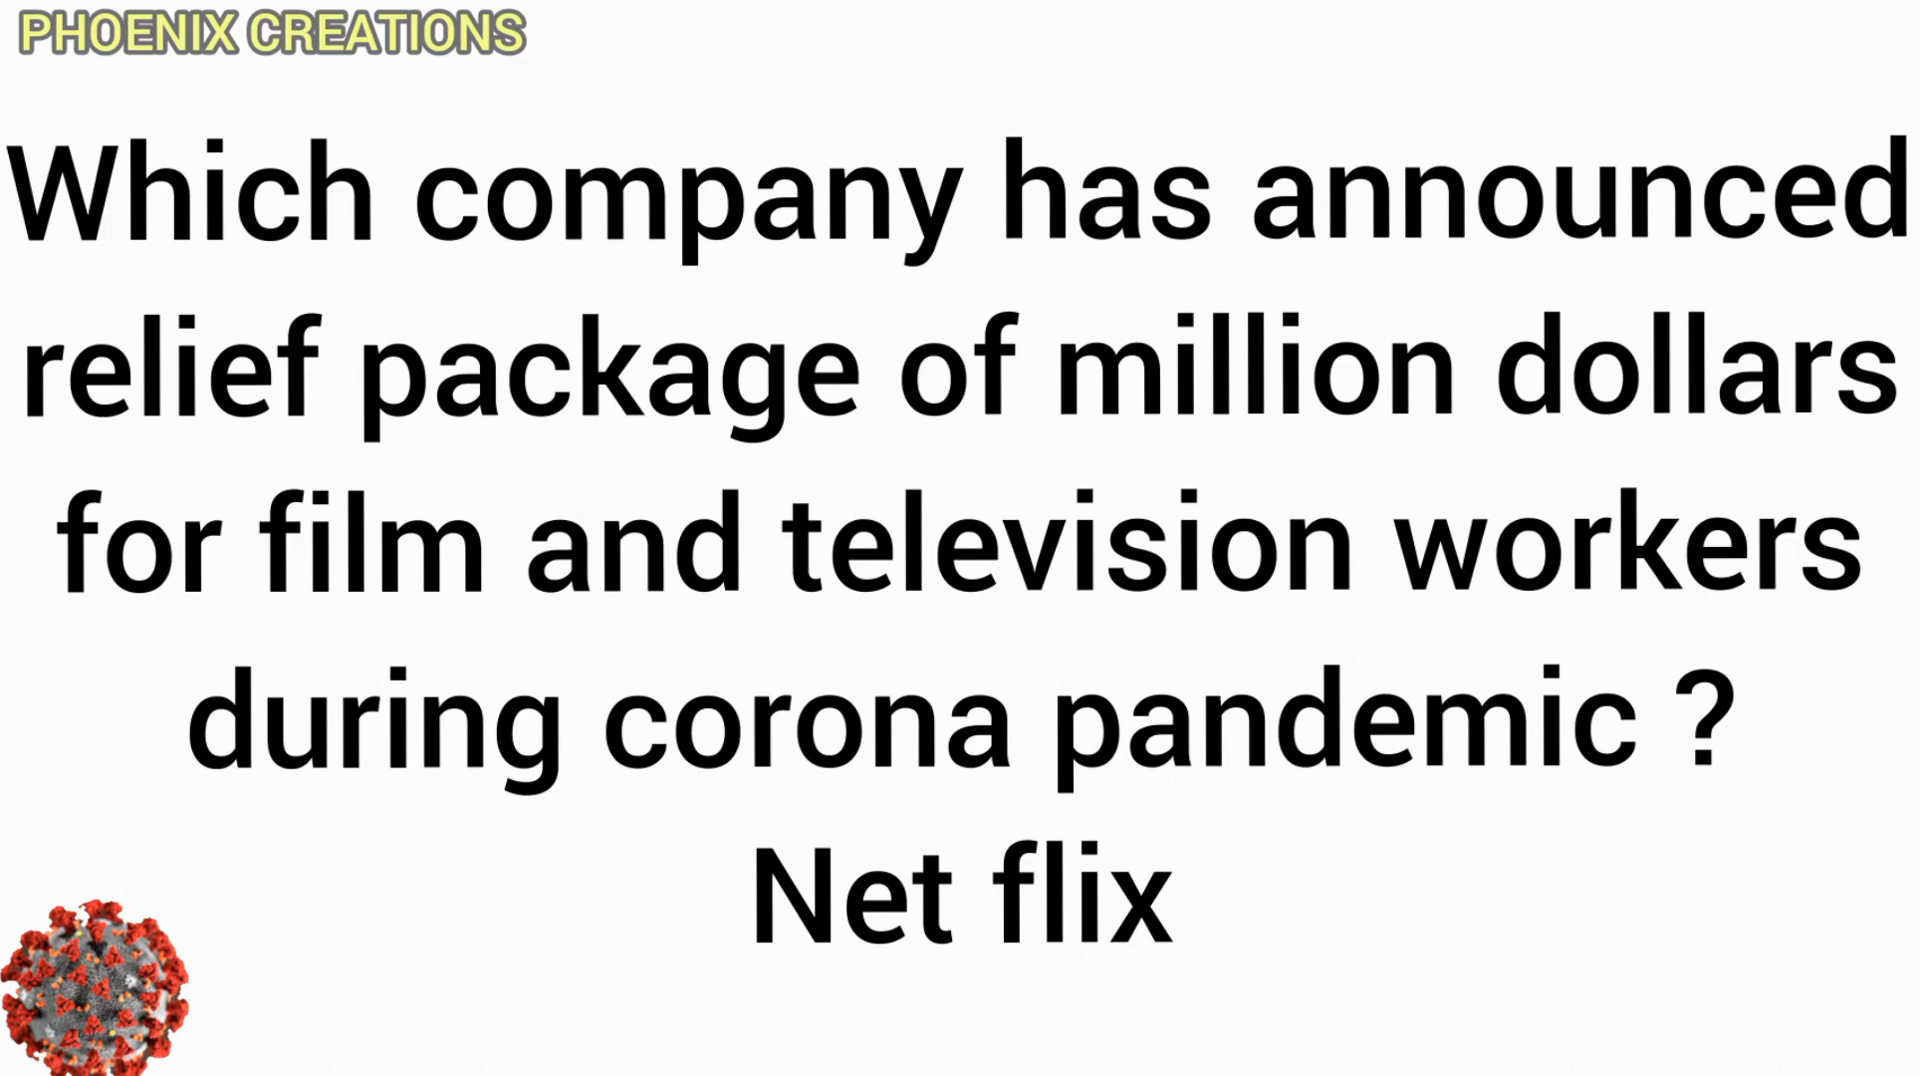 PHOENIX CREATIONS
Which company has announced
relief package of million dollars
for film and television workers
during corona pandemic ?
Net flix